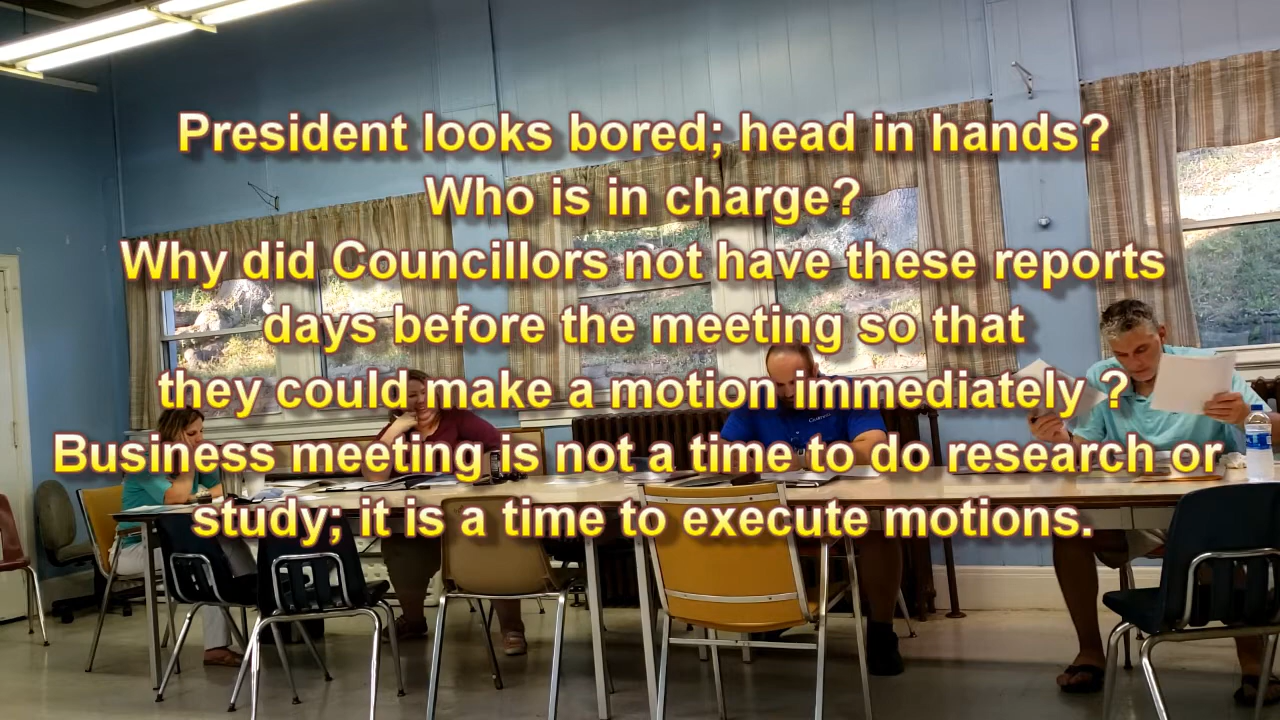 President looks bored; head in hands?
Who is in charge?
Why did Councillors not have these reports
days before the meeting so that
they could make a motion immediately ?
Business meeting is not a time to do research or
study; it is a time to execute motions.